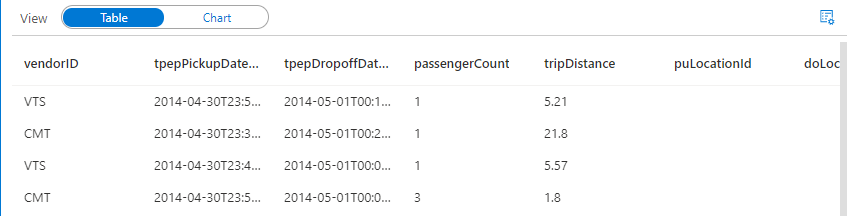 View Table Chart
vendorID tpepPickupDate... tpepDropoffDat... passengerCount tripDistance puLocationId doLoc
VTS 2014-04-30T23:5... 2014-05-01T00:1... 1 5.21
CMT 2014-04-30T23:3... 2014-05-01T00:2... 1 21.8
VTS 2014-04-30T23:4... 2014-05-01T00:0... 1 5.57
CMT 2014-04-30T23:5... 2014-05-01T00:0... 3 1.8